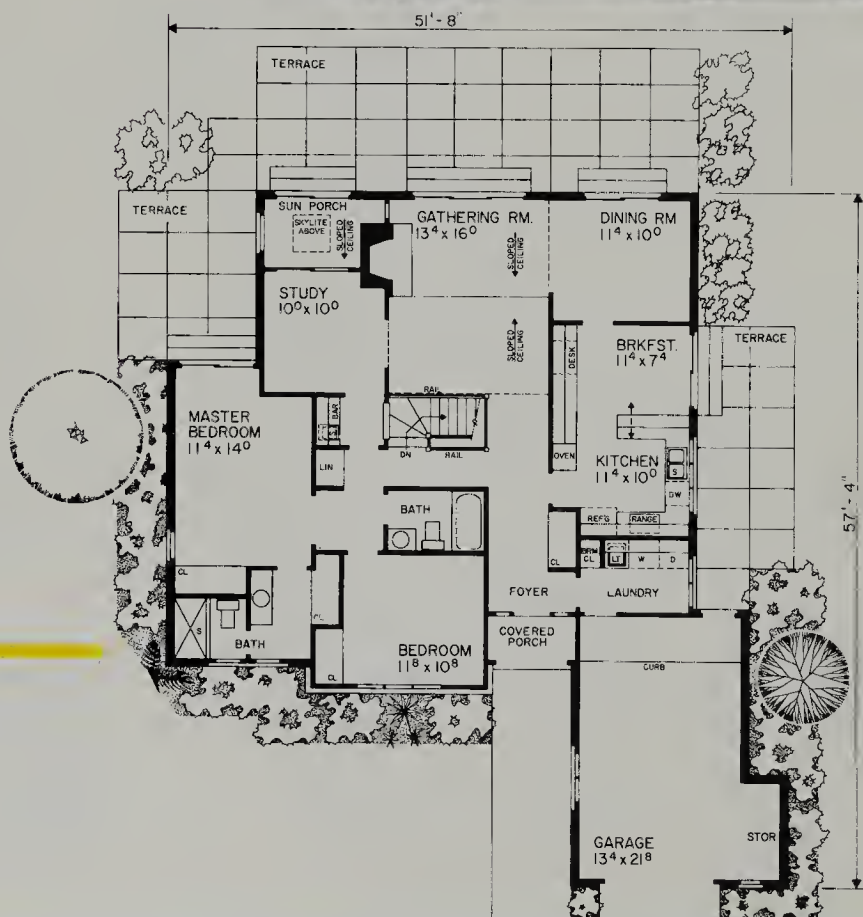 51'-8"
TERRACE
TERRACE
SUN PORCH
SKYLITE
ABOVE
SLOPED
CEILING
GATHERING RM.
13⁴ x 16⁰
SLOPED
CEILING
DINING RM
11⁴ x 10⁰
STUDY
10⁰ x 10⁰
SLOPED
CEILING
DESK
BRKFST.
11⁴ x 7⁴
TERRACE
RAIL
MASTER
BEDROOM
11⁴ x 14⁰
BAR
S
DN
RAIL
LIN
OVEN
KITCHEN
11⁴ x 10⁰
S
DW
57'-4"
BATH
REF'G
RANGE
CL
BRM
CL
LT
W
D
CL
CL
FOYER
LAUNDRY
S
BATH
COVERED
PORCH
BEDROOM
11⁸ x 10⁸
CL
CURB
GARAGE
13⁴ x 21⁸
STOR